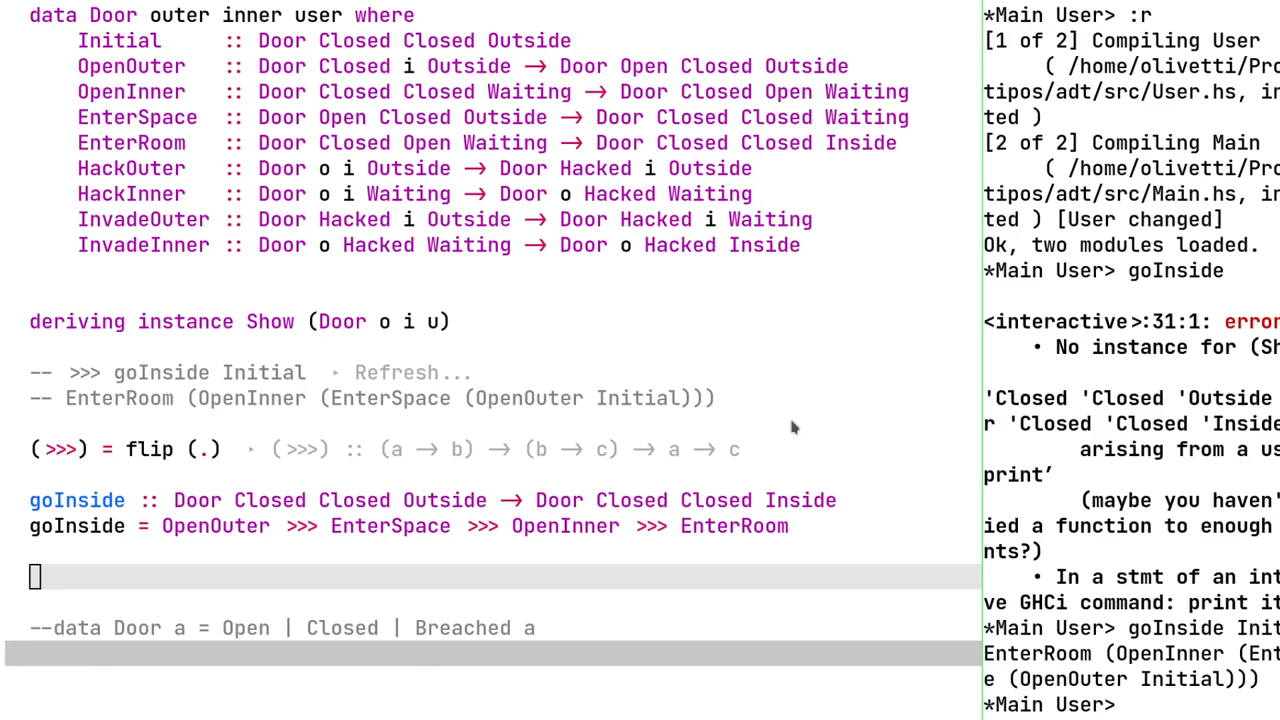 data Door outer inner user where
Initial :: Door Closed Closed Outside
OpenOuter :: Door Closed i Outside → Door Open Closed Outside
OpenInner :: Door Closed Closed Waiting → Door Closed Open Waiting
EnterSpace :: Door Open Closed Outside → Door Closed Closed Waiting
EnterRoom :: Door Closed Open Waiting → Door Closed Closed Inside
HackOuter :: Door o i Outside → Door Hacked i Outside
HackInner :: Door o i Waiting → Door o Hacked Waiting
InvadeOuter :: Door Hacked i Outside → Door Hacked i Waiting
InvadeInner :: Door o Hacked Waiting → Door o Hacked Inside
deriving instance Show (Door o i u)
-- >>> goInside Initial ‣ Refresh...
-- EnterRoom (OpenInner (EnterSpace (OpenOuter Initial)))
(>>>) = flip (.) ‣ (>>>) :: (a → b) → (b → c) → a → c
goInside :: Door Closed Closed Outside → Door Closed Closed Inside
goInside = OpenOuter >>> EnterSpace >>> OpenInner >>> EnterRoom
--data Door a = Open | Closed | Breached a
*Main User> :r
[1 of 2] Compiling User
( /home/olivetti/Pro
tipos/adt/src/User.hs, in
ted )
[2 of 2] Compiling Main
( /home/olivetti/Pro
tipos/adt/src/Main.hs, in
ted ) [User changed]
Ok, two modules loaded.
*Main User> goInside
<interactive>:31:1: error
• No instance for (Sh
'Closed 'Closed 'Outside
r 'Closed 'Closed 'Inside
arising from a us
print’
(maybe you haven'
ied a function to enough
nts?)
• In a stmt of an int
ve GHCi command: print it
*Main User> goInside Init
EnterRoom (OpenInner (Ent
e (OpenOuter Initial)))
*Main User>